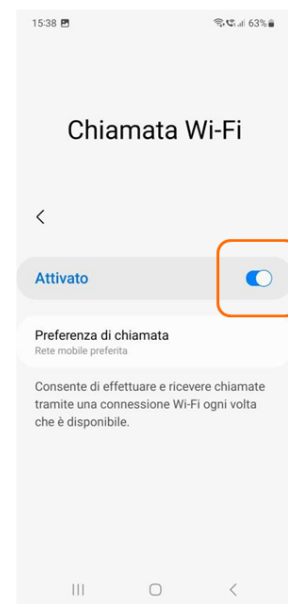 15:38 63%
Chiamata Wi-Fi
Attivato
Preferenza di chiamata
Rete mobile preferita
Consente di effettuare e ricevere chiamate
tramite una connessione Wi-Fi ogni volta
che è disponibile.